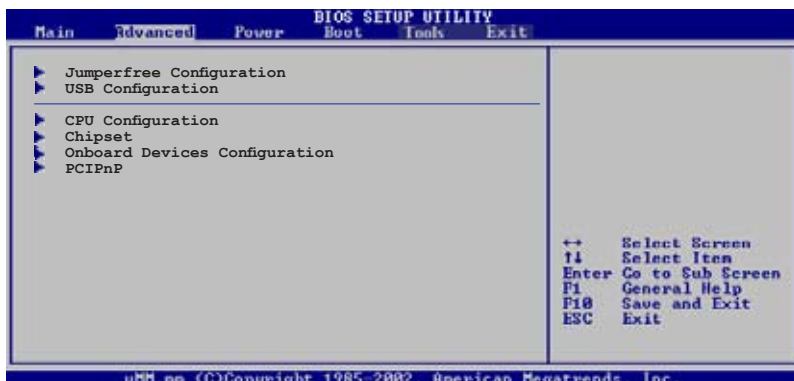 BIOS SETUP UTILITY
Main Advanced Power Boot Tools Exit
Jumperfree Configuration
USB Configuration
CPU Configuration
Chipset
Onboard Devices Configuration
PCIPnP
↔ Select Screen
↑↓ Select Item
Enter Go to Sub Screen
F1 General Help
F10 Save and Exit
ESC Exit
(C)Copyright 1985-2002, American Megatrends, Inc